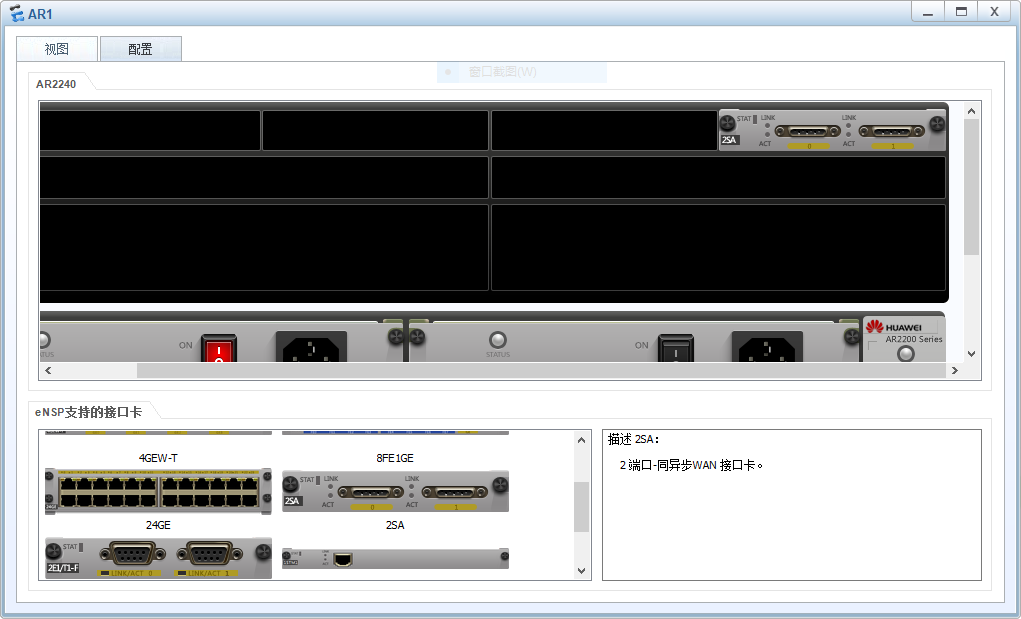 AR1
视图
配置
窗口截图(W)
AR2240
STAT LINK LINK
2SA
ACT 0 ACT 1
ON
ON
STATUS
HUAWEI
AR2200 Series
eNSP支持的接口卡
4GEW-T
8FE1GE
24GE
STAT LINK LINK
2SA
ACT 0 ACT 1
24GE
2SA
STAT
2E1/T1-F
LINK/ACT 0
LINK/ACT 1
描述 2SA：
2 端口-同异步WAN 接口卡。